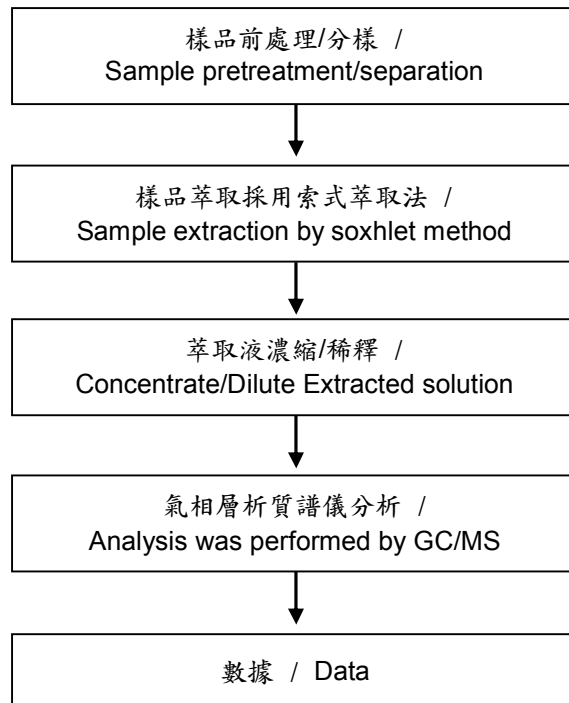 樣品前處理/分樣 /
Sample pretreatment/separation
樣品萃取採用索式萃取法 /
Sample extraction by soxhlet method
萃取液濃縮/稀釋 /
Concentrate/Dilute Extracted solution
氣相層析質譜儀分析 /
Analysis was performed by GC/MS
數據 / Data